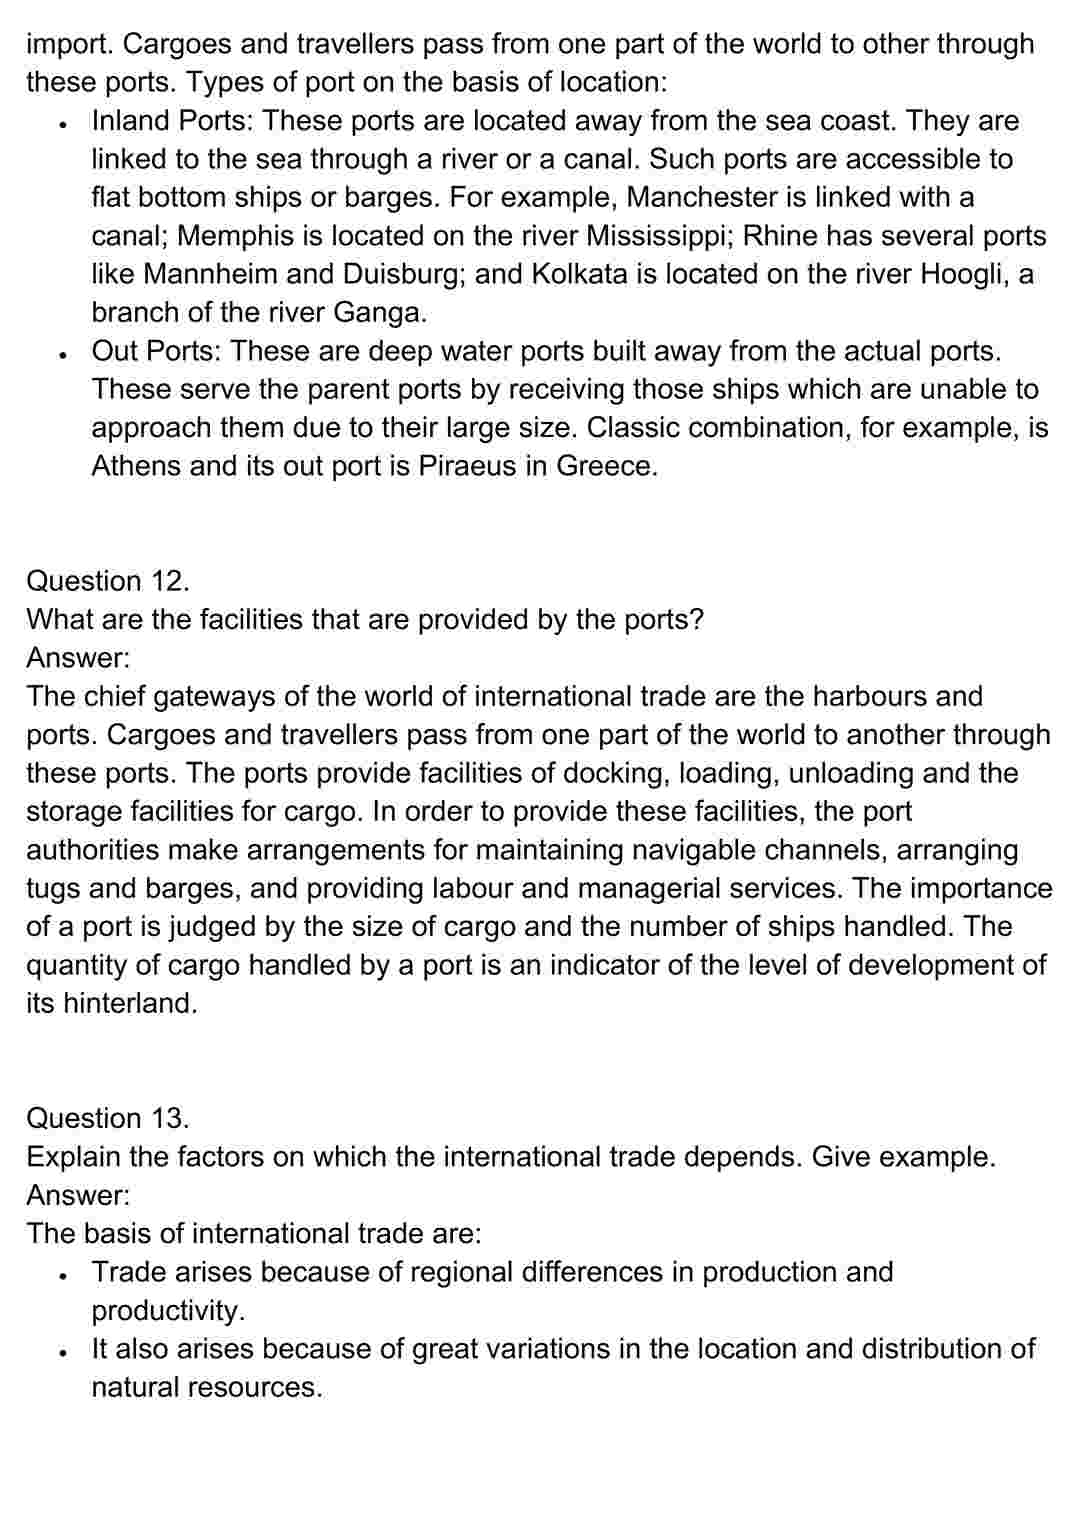 import. Cargoes and travellers pass from one part of the world to other through
these ports. Types of port on the basis of location:
• Inland Ports: These ports are located away from the sea coast. They are
linked to the sea through a river or a canal. Such ports are accessible to
flat bottom ships or barges. For example, Manchester is linked with a
canal; Memphis is located on the river Mississippi; Rhine has several ports
like Mannheim and Duisburg; and Kolkata is located on the river Hoogli, a
branch of the river Ganga.
• Out Ports: These are deep water ports built away from the actual ports.
These serve the parent ports by receiving those ships which are unable to
approach them due to their large size. Classic combination, for example, is
Athens and its out port is Piraeus in Greece.
Question 12.
What are the facilities that are provided by the ports?
Answer:
The chief gateways of the world of international trade are the harbours and
ports. Cargoes and travellers pass from one part of the world to another through
these ports. The ports provide facilities of docking, loading, unloading and the
storage facilities for cargo. In order to provide these facilities, the port
authorities make arrangements for maintaining navigable channels, arranging
tugs and barges, and providing labour and managerial services. The importance
of a port is judged by the size of cargo and the number of ships handled. The
quantity of cargo handled by a port is an indicator of the level of development of
its hinterland.
Question 13.
Explain the factors on which the international trade depends. Give example.
Answer:
The basis of international trade are:
• Trade arises because of regional differences in production and
productivity.
• It also arises because of great variations in the location and distribution of
natural resources.